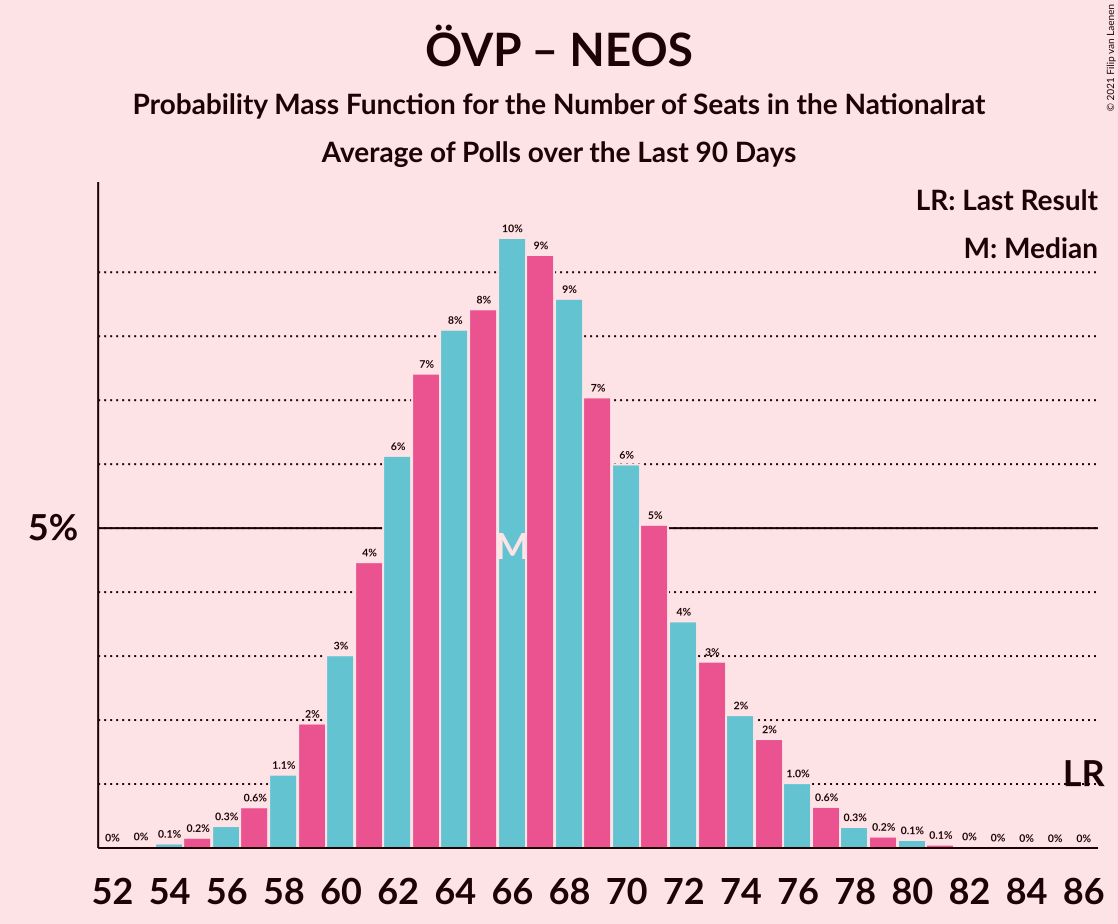 ÖVP – NEOS
Probability Mass Function for the Number of Seats in the Nationalrat
Average of Polls over the Last 90 Days
© 2021 Filip van Laenen
LR: Last Result
M: Median
5%
0% 0% 0.1% 0.2% 0.3% 0.6% 1.1% 2% 3% 4% 6% 7% 8% 8% 10% 9% 9% 7% 6% 5% 4% 3% 2% 2% 1.0% 0.6% 0.3% 0.2% 0.1% 0.1% 0% 0% 0% 0% 0%
M
LR
52 54 56 58 60 62 64 66 68 70 72 74 76 78 80 82 84 86